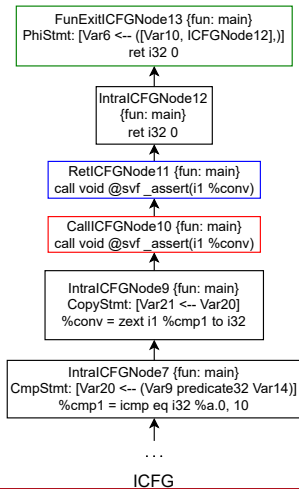 FunExitICFGNode13 {fun: main}
PhiStmt: [Var6 <-- ([Var10, ICFGNode12],)]
ret i32 0
IntraICFGNode12
{fun: main}
ret i32 0
RetICFGNode11 {fun: main}
call void @svf _assert(i1 %conv)
CallICFGNode10 {fun: main}
call void @svf _assert(i1 %conv)
IntraICFGNode9 {fun: main}
CopyStmt: [Var21 <-- Var20]
%conv = zext i1 %cmp1 to i32
IntraICFGNode7 {fun: main}
CmpStmt: [Var20 <-- (Var9 predicate32 Var14)]
%cmp1 = icmp eq i32 %a.0, 10
...
ICFG